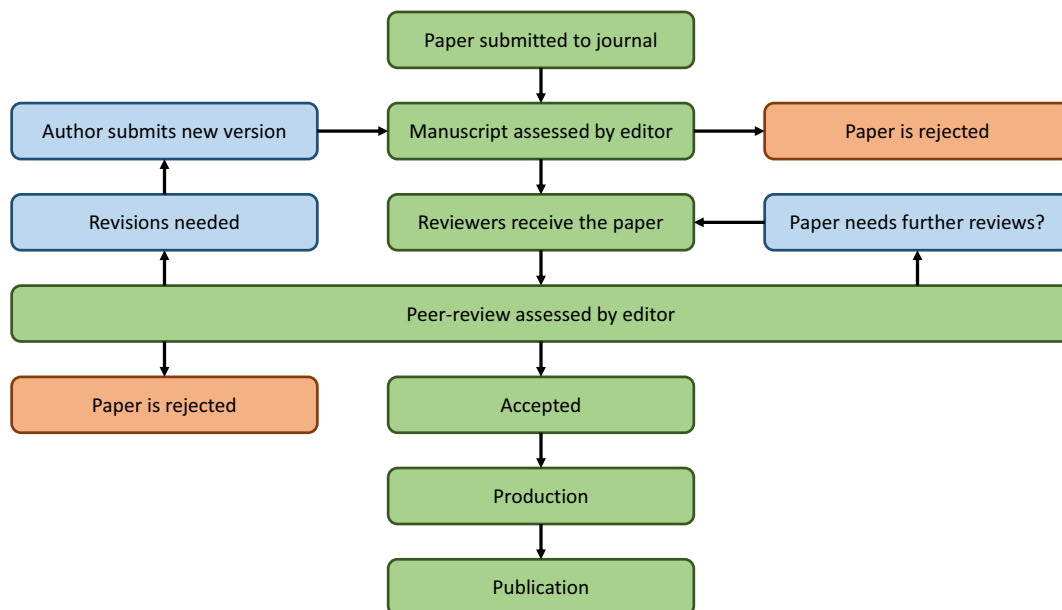 Paper submitted to journal
Author submits new version
Manuscript assessed by editor
Paper is rejected
Revisions needed
Reviewers receive the paper
Paper needs further reviews?
Peer-review assessed by editor
Paper is rejected
Accepted
Production
Publication